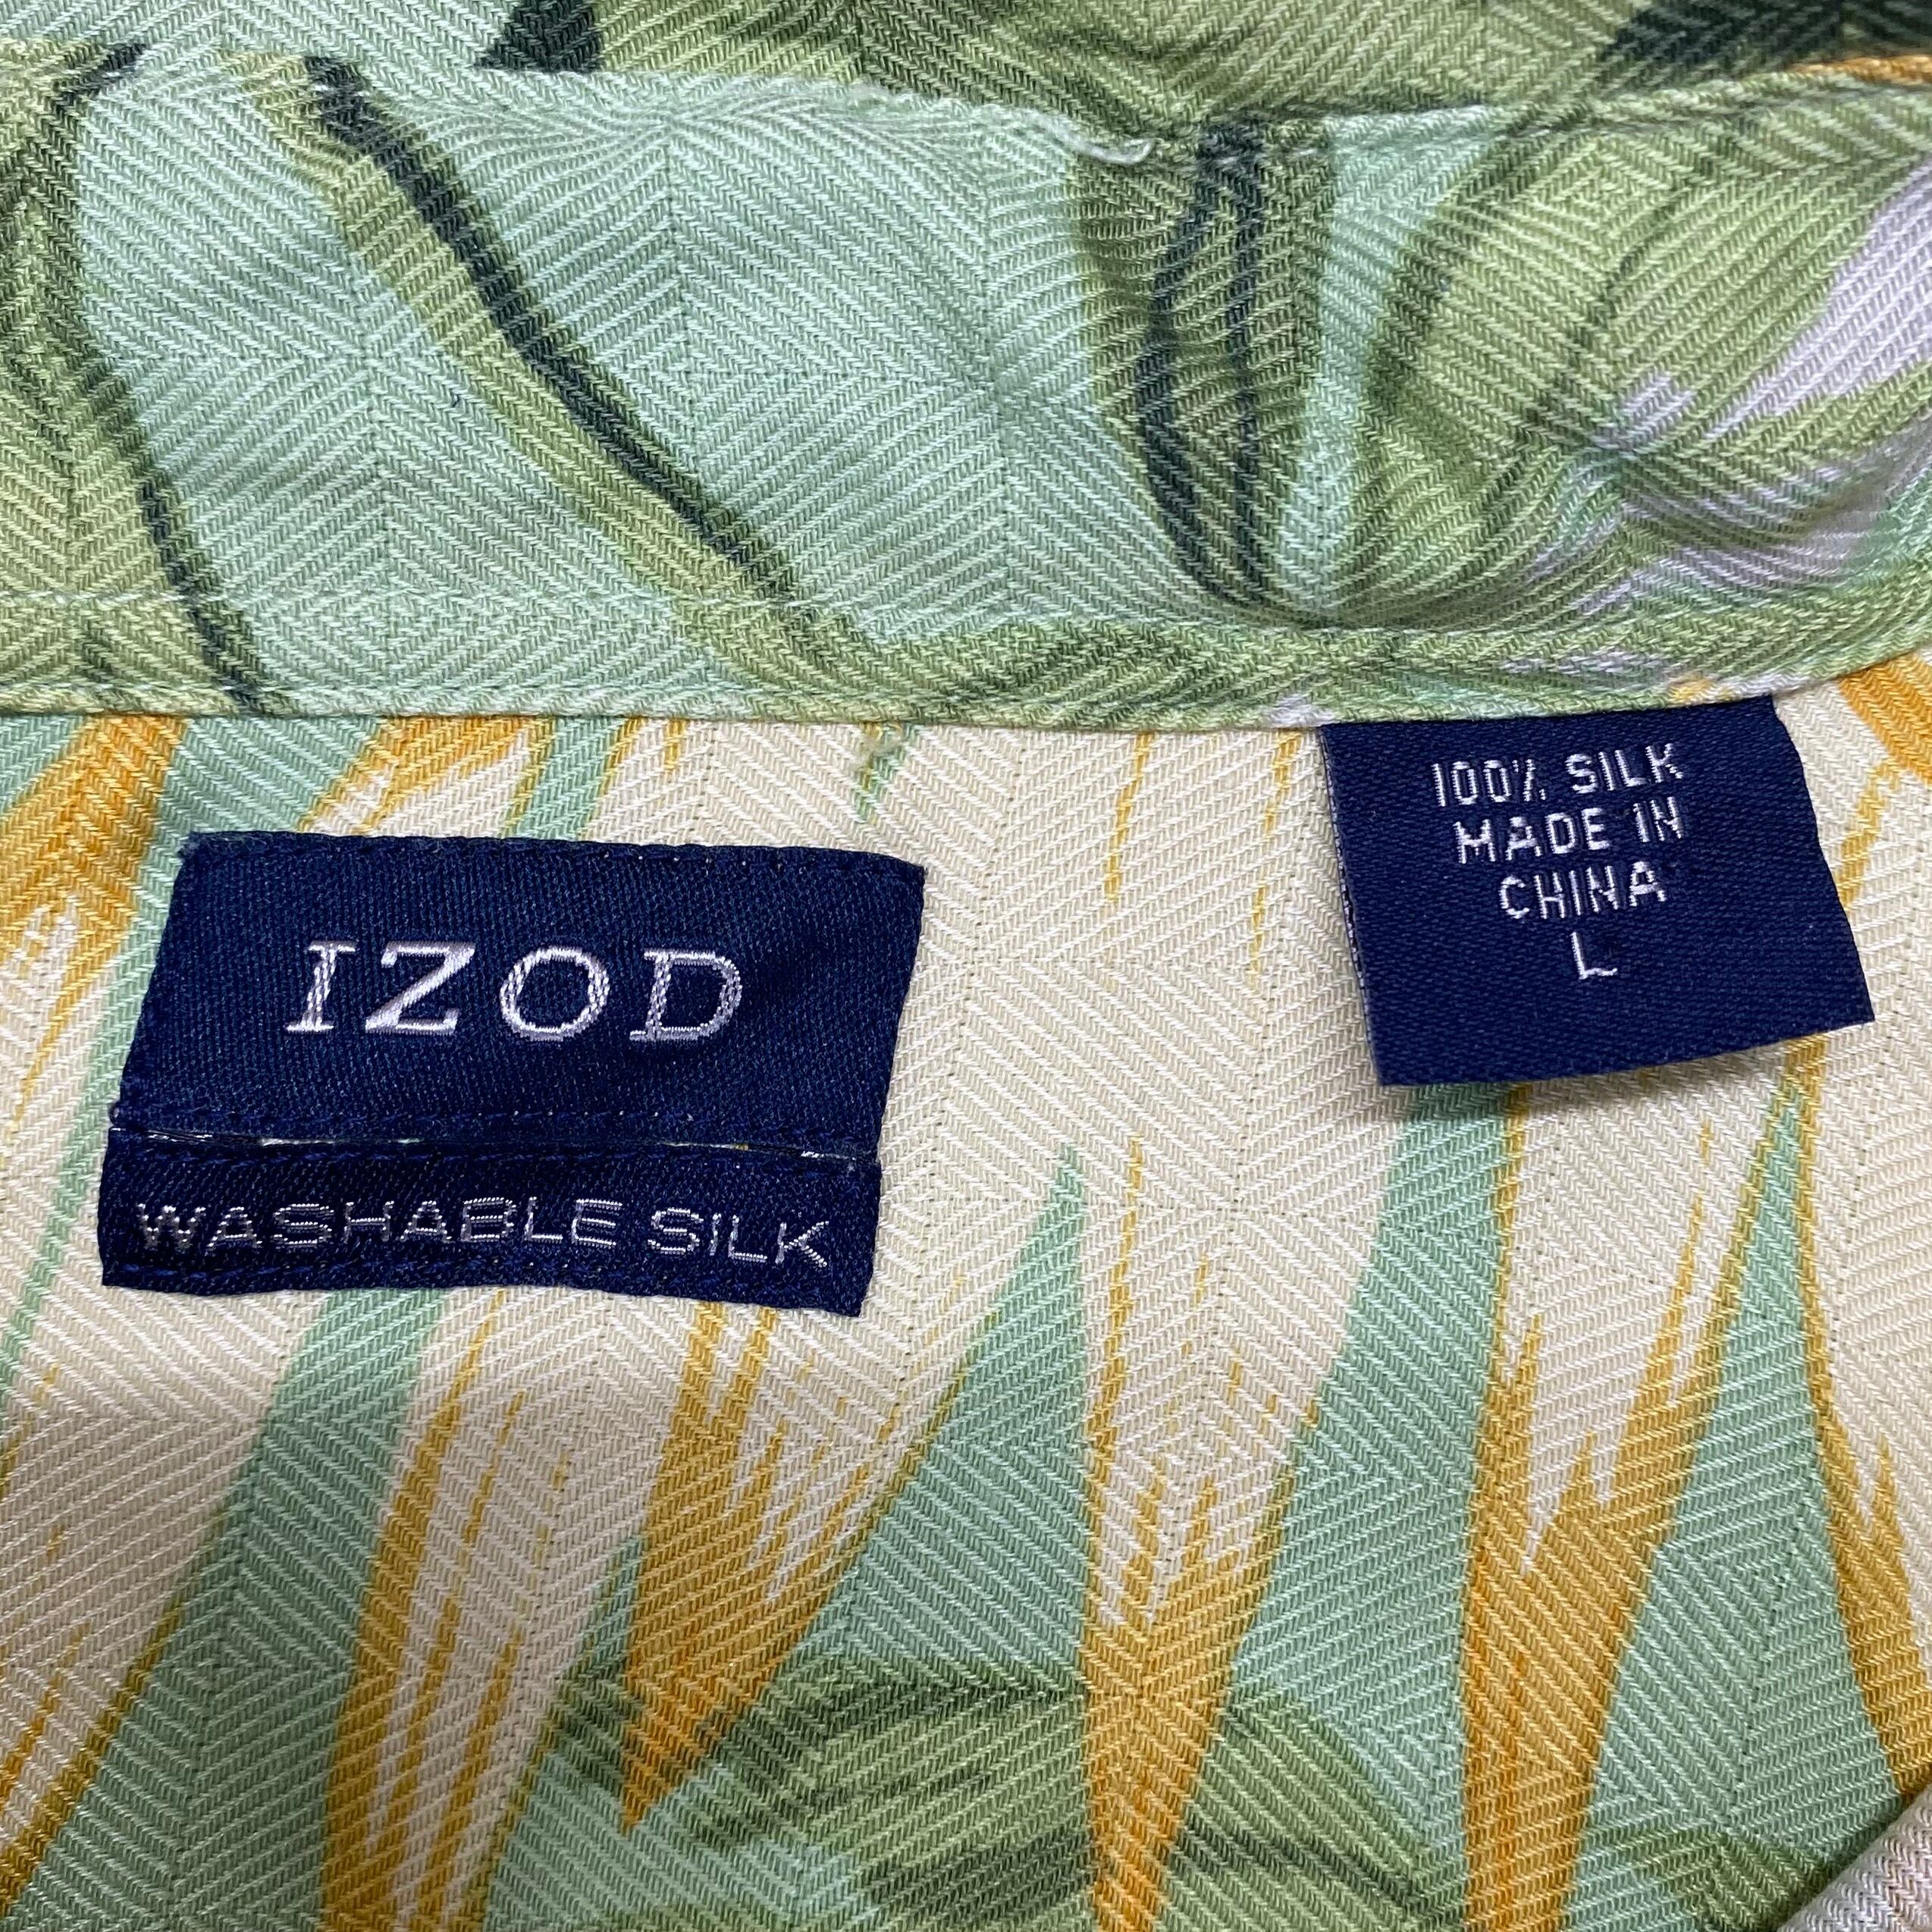 IZOD
WASHABLE SILK
100% SILK
MADE IN
CHINA
L